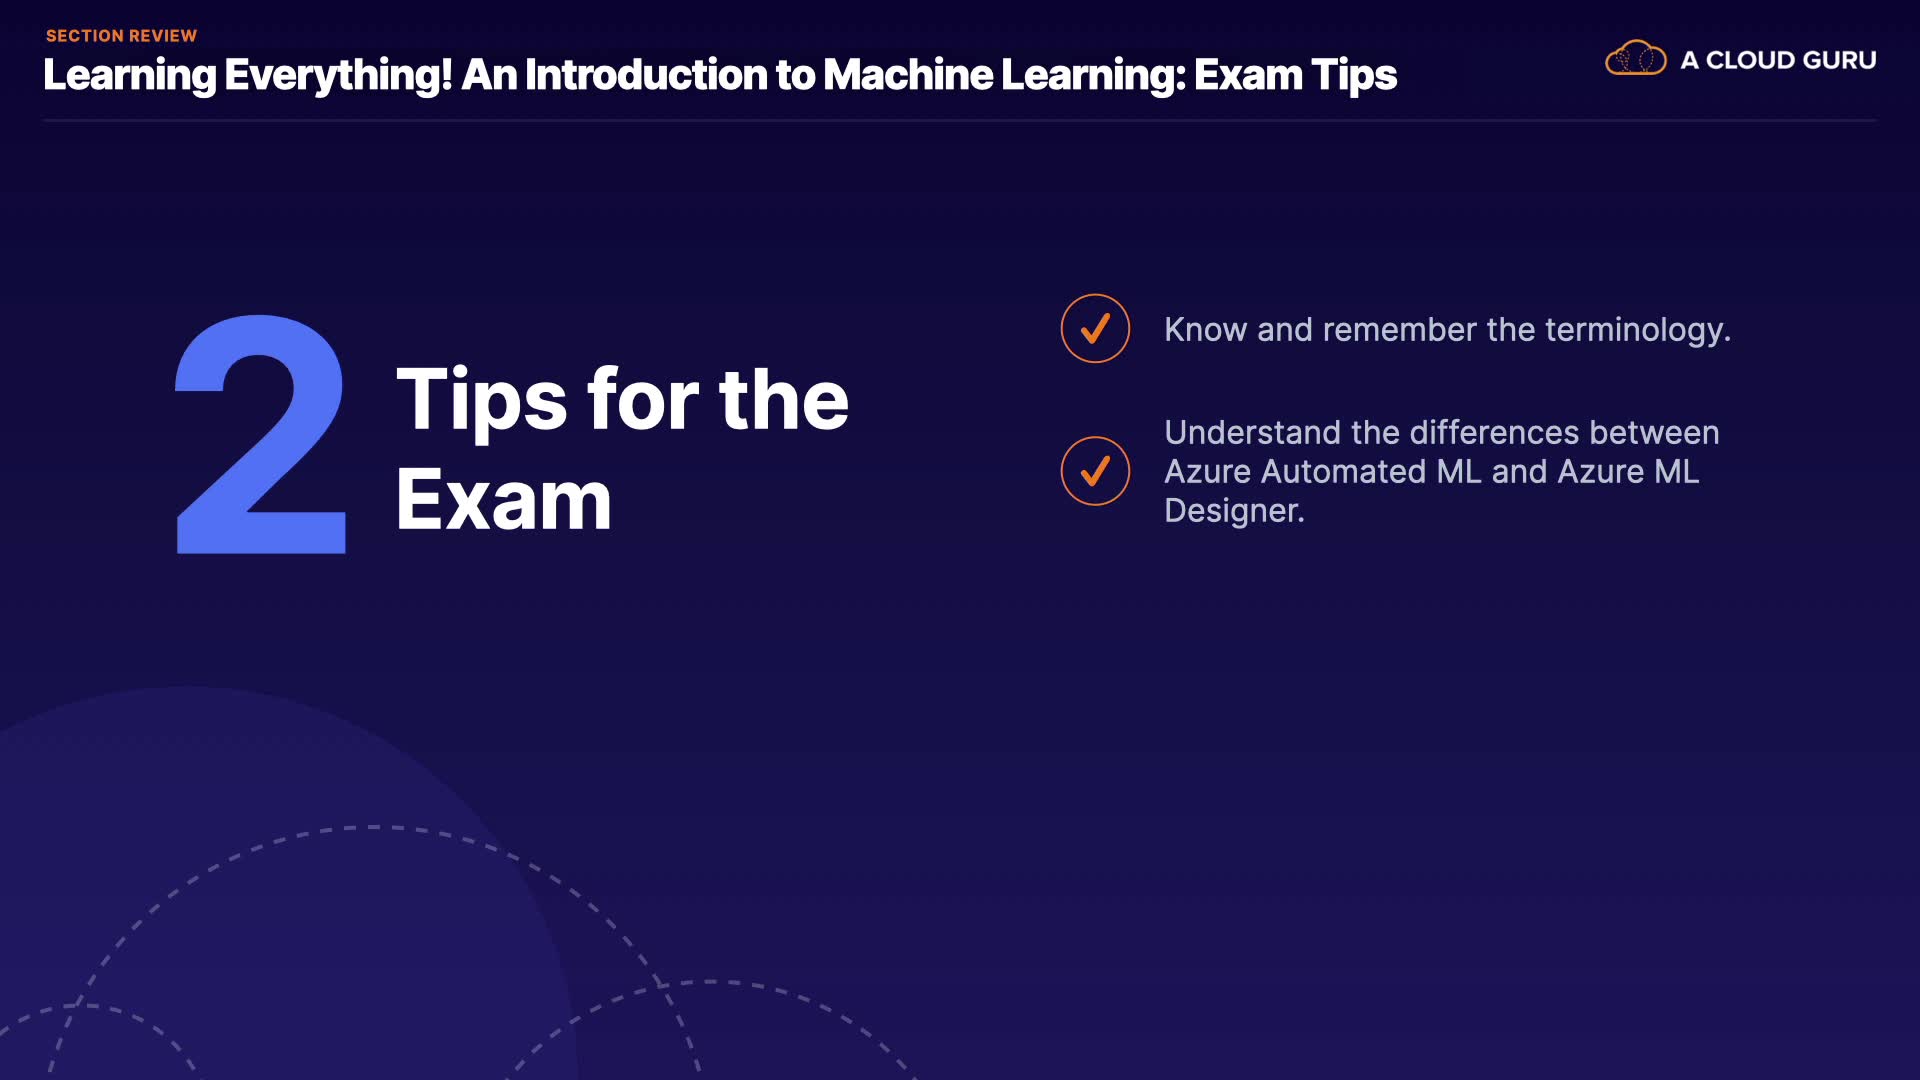 SECTION REVIEW
Learning Everything! An Introduction to Machine Learning: Exam Tips
A CLOUD GURU
2
Tips for the
Exam
Know and remember the terminology.
Understand the differences between
Azure Automated ML and Azure ML
Designer.